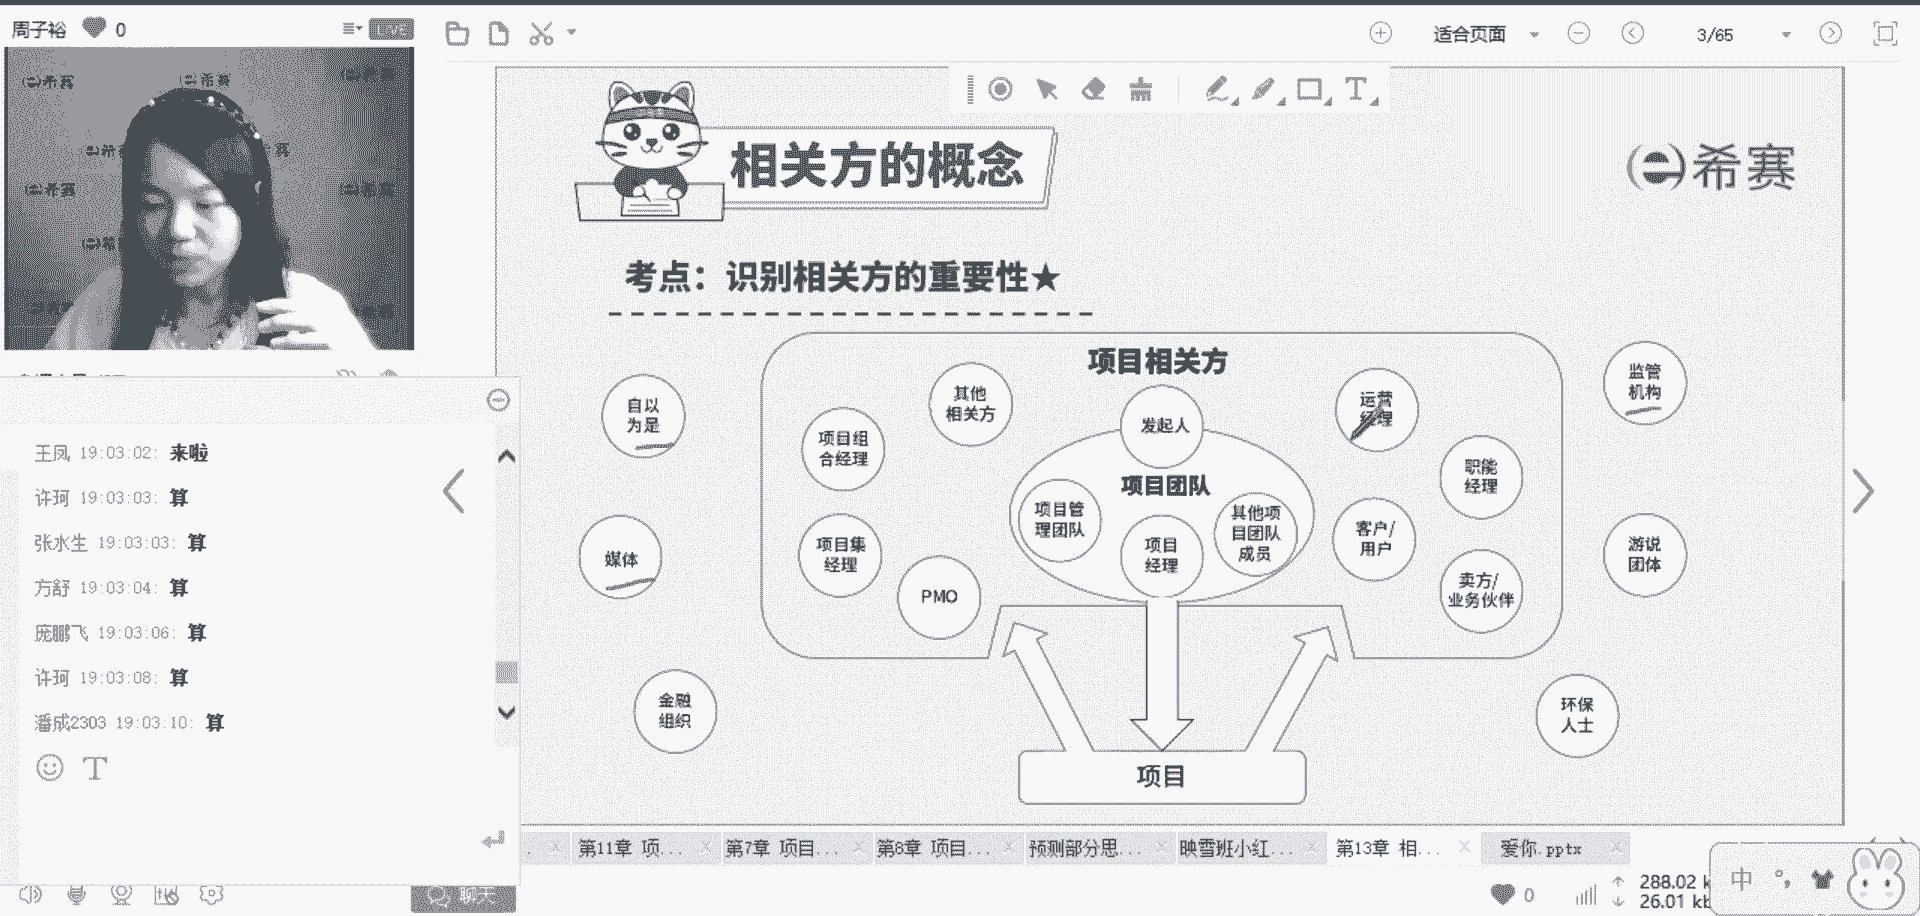 周子裕 0
LIVE
适合页面
3/65
希赛
希赛
希赛
希赛
希赛
相关方的概念
希赛
考点：识别相关方的重要性★
项目相关方
自以
为是
媒体
金融
组织
其他
相关方
项目组
合经理
项目集
经理
PMO
发起人
项目团队
项目管
理团队
项目
经理
其他项
目团队
成员
运营
经理
职能
经理
客户/
用户
卖方/
业务伙伴
监管
机构
游说
团体
环保
人士
项目
王凤 19:03:02: 来啦
许珂 19:03:03: 算
张水生 19:03:03: 算
方舒 19:03:04: 算
庞鹏飞 19:03:06: 算
许珂 19:03:08: 算
潘成2303 19:03:10: 算
T
聊天
第11章 项...
第7章 项目...
第8章 项目...
预测部分思...
映雪班小红...
第13章 相...
爱你.pptx
0
288.02
26.01 kb
中